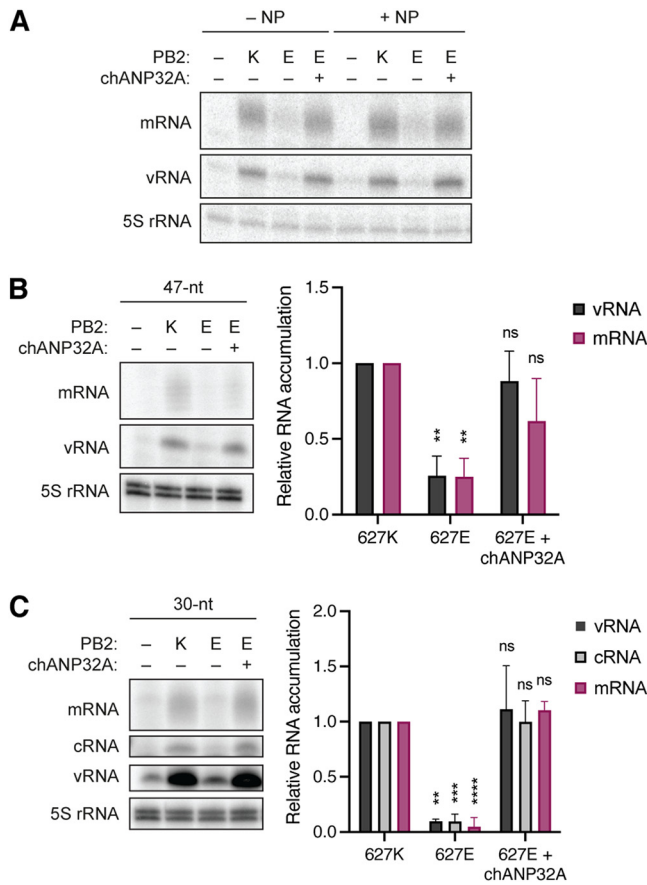 A
– NP + NP
PB2: – K E E – K E E
chANP32A: – – – + – – – +
mRNA
vRNA
5S rRNA
B
47-nt
PB2: – K E E
chANP32A: – – – +
mRNA
vRNA
5S rRNA
Relative RNA accumulation
1.5
1.0
0.5
0.0
** **
ns ns
627K 627E 627E +
chANP32A
vRNA
mRNA
C
30-nt
PB2: – K E E
chANP32A: – – – +
mRNA
cRNA
vRNA
5S rRNA
Relative RNA accumulation
2.0
1.5
1.0
0.5
0.0
** *** ****
ns ns ns
627K 627E 627E +
chANP32A
vRNA
cRNA
mRNA